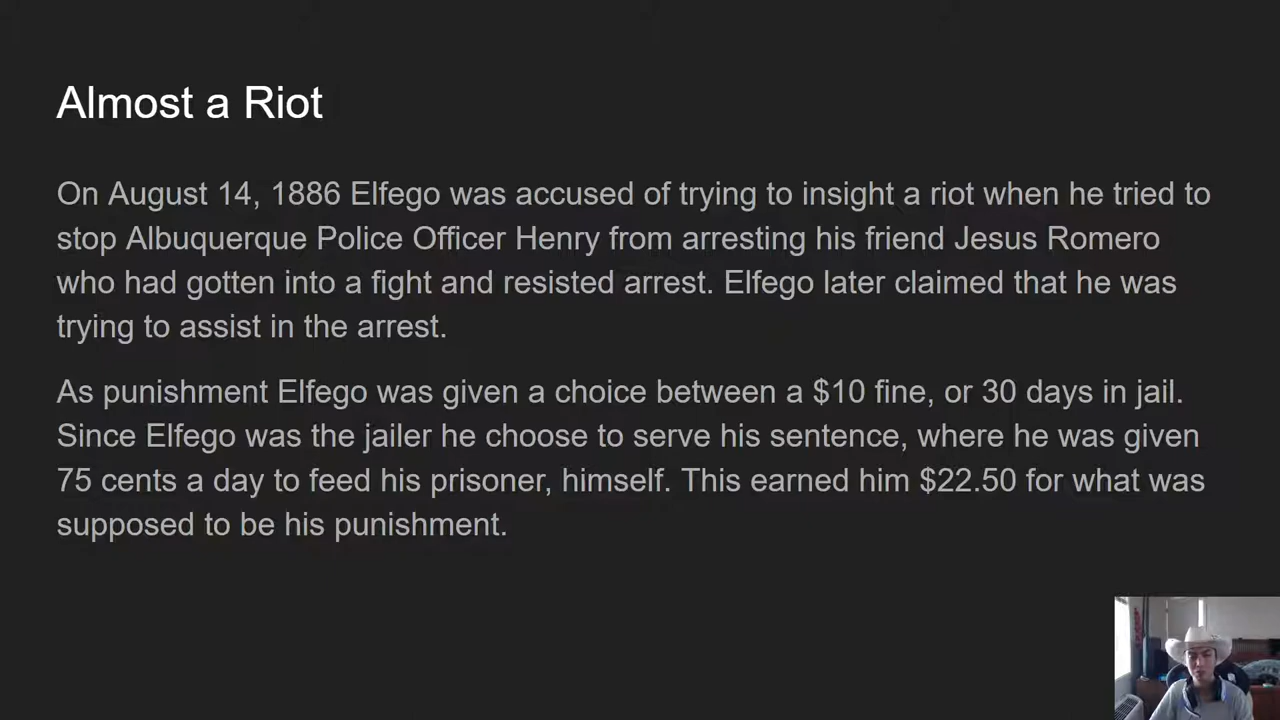 Almost a Riot
On August 14, 1886 Elfego was accused of trying to insight a riot when he tried to
stop Albuquerque Police Officer Henry from arresting his friend Jesus Romero
who had gotten into a fight and resisted arrest. Elfego later claimed that he was
trying to assist in the arrest.
As punishment Elfego was given a choice between a $10 fine, or 30 days in jail.
Since Elfego was the jailer he choose to serve his sentence, where he was given
75 cents a day to feed his prisoner, himself. This earned him $22.50 for what was
supposed to be his punishment.